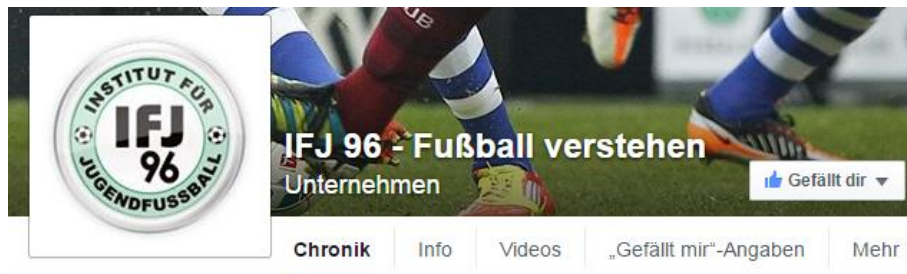 INSTITUT FÜR
IFJ
96
JUGENDFUSSBALL
UB
IFJ 96 - Fußball verstehen
Unternehmen
Gefällt dir
Chronik
Info
Videos
„Gefällt mir“-Angaben
Mehr